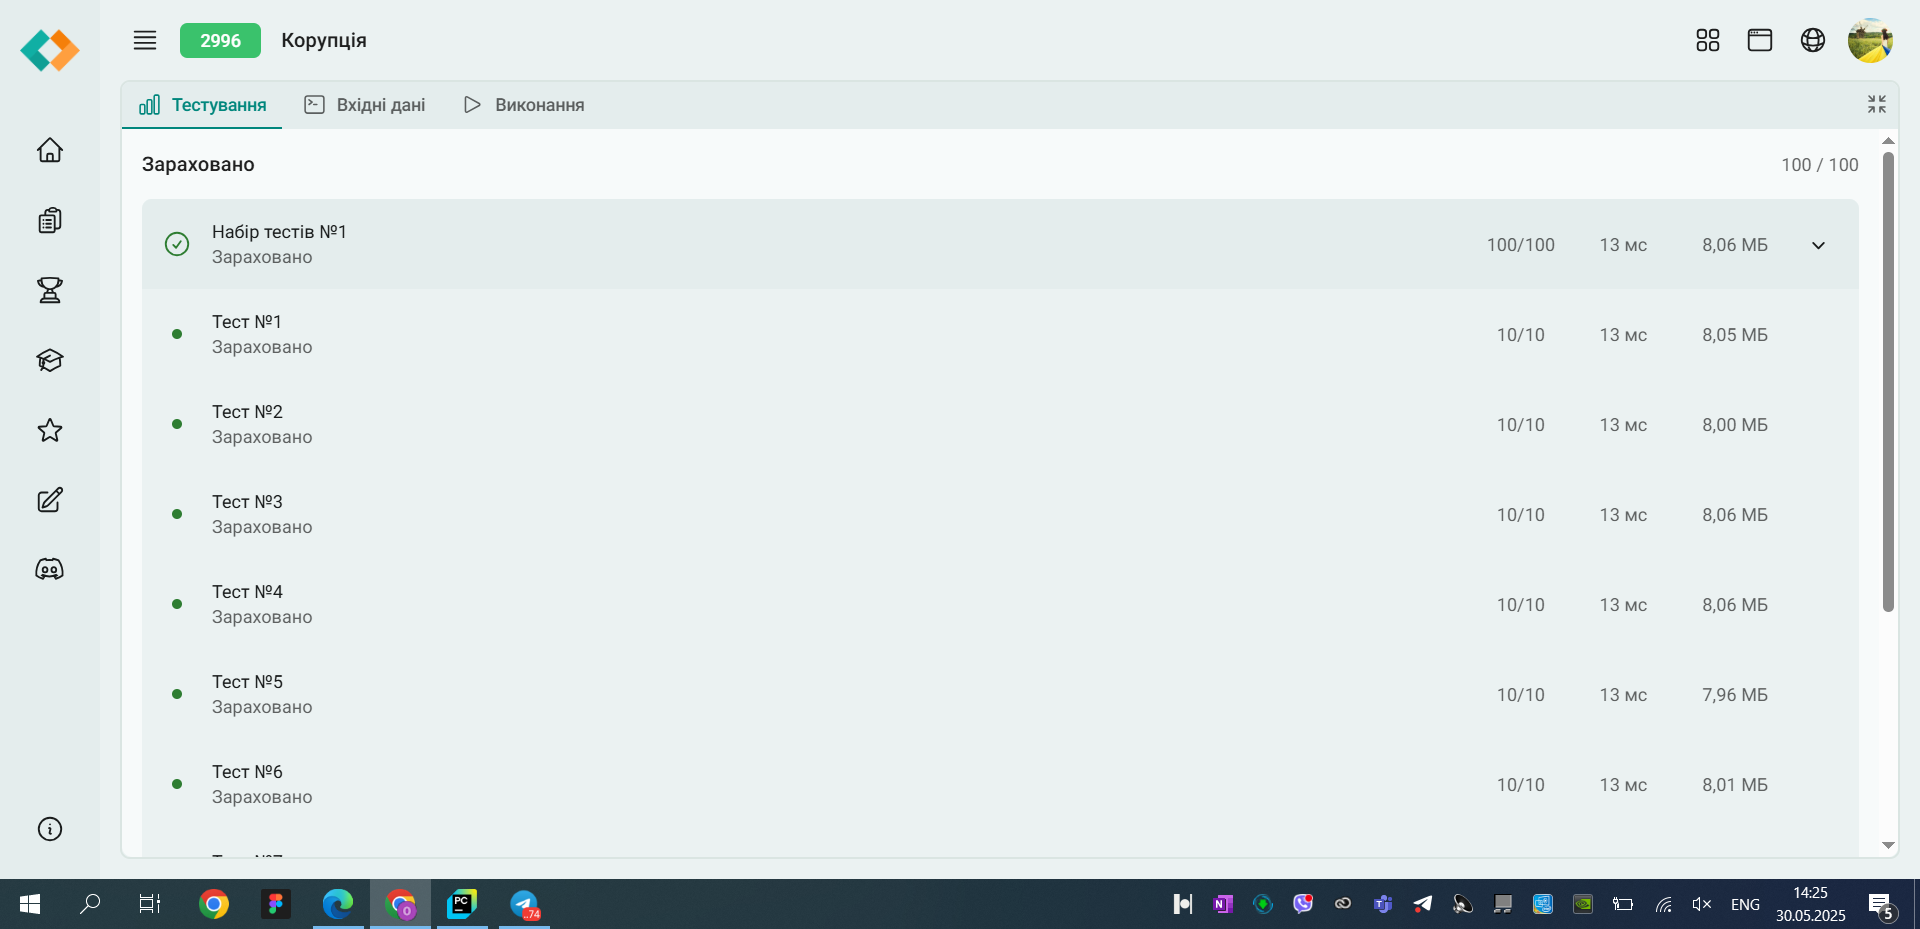 2996 Корупція
Тестування Вхідні дані Виконання
Зараховано 100 / 100
Набір тестів №1
Зараховано
100/100 13 мс 8,06 МБ
Тест №1
Зараховано
10/10 13 мс 8,05 МБ
Тест №2
Зараховано
10/10 13 мс 8,00 МБ
Тест №3
Зараховано
10/10 13 мс 8,06 МБ
Тест №4
Зараховано
10/10 13 мс 8,06 МБ
Тест №5
Зараховано
10/10 13 мс 7,96 МБ
Тест №6
Зараховано
10/10 13 мс 8,01 МБ
PC
..74
ENG
14:25
30.05.2025
5